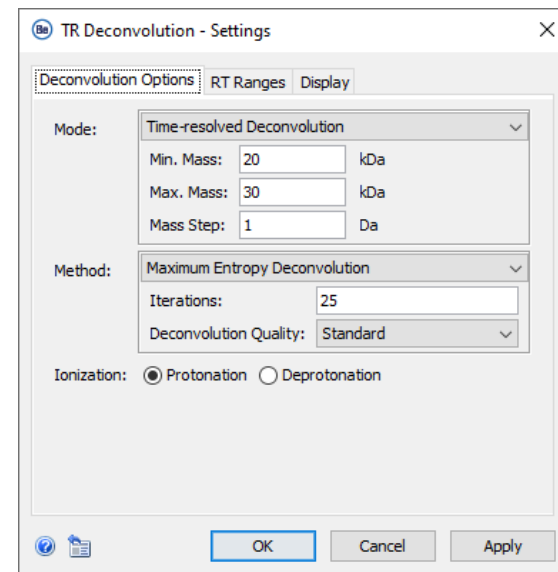 Be TR Deconvolution - Settings
Deconvolution Options RT Ranges Display
Mode: Time-resolved Deconvolution
Min. Mass: 20 kDa
Max. Mass: 30 kDa
Mass Step: 1 Da
Method: Maximum Entropy Deconvolution
Iterations: 25
Deconvolution Quality: Standard
Ionization: Protonation Deprotonation
OK Cancel Apply